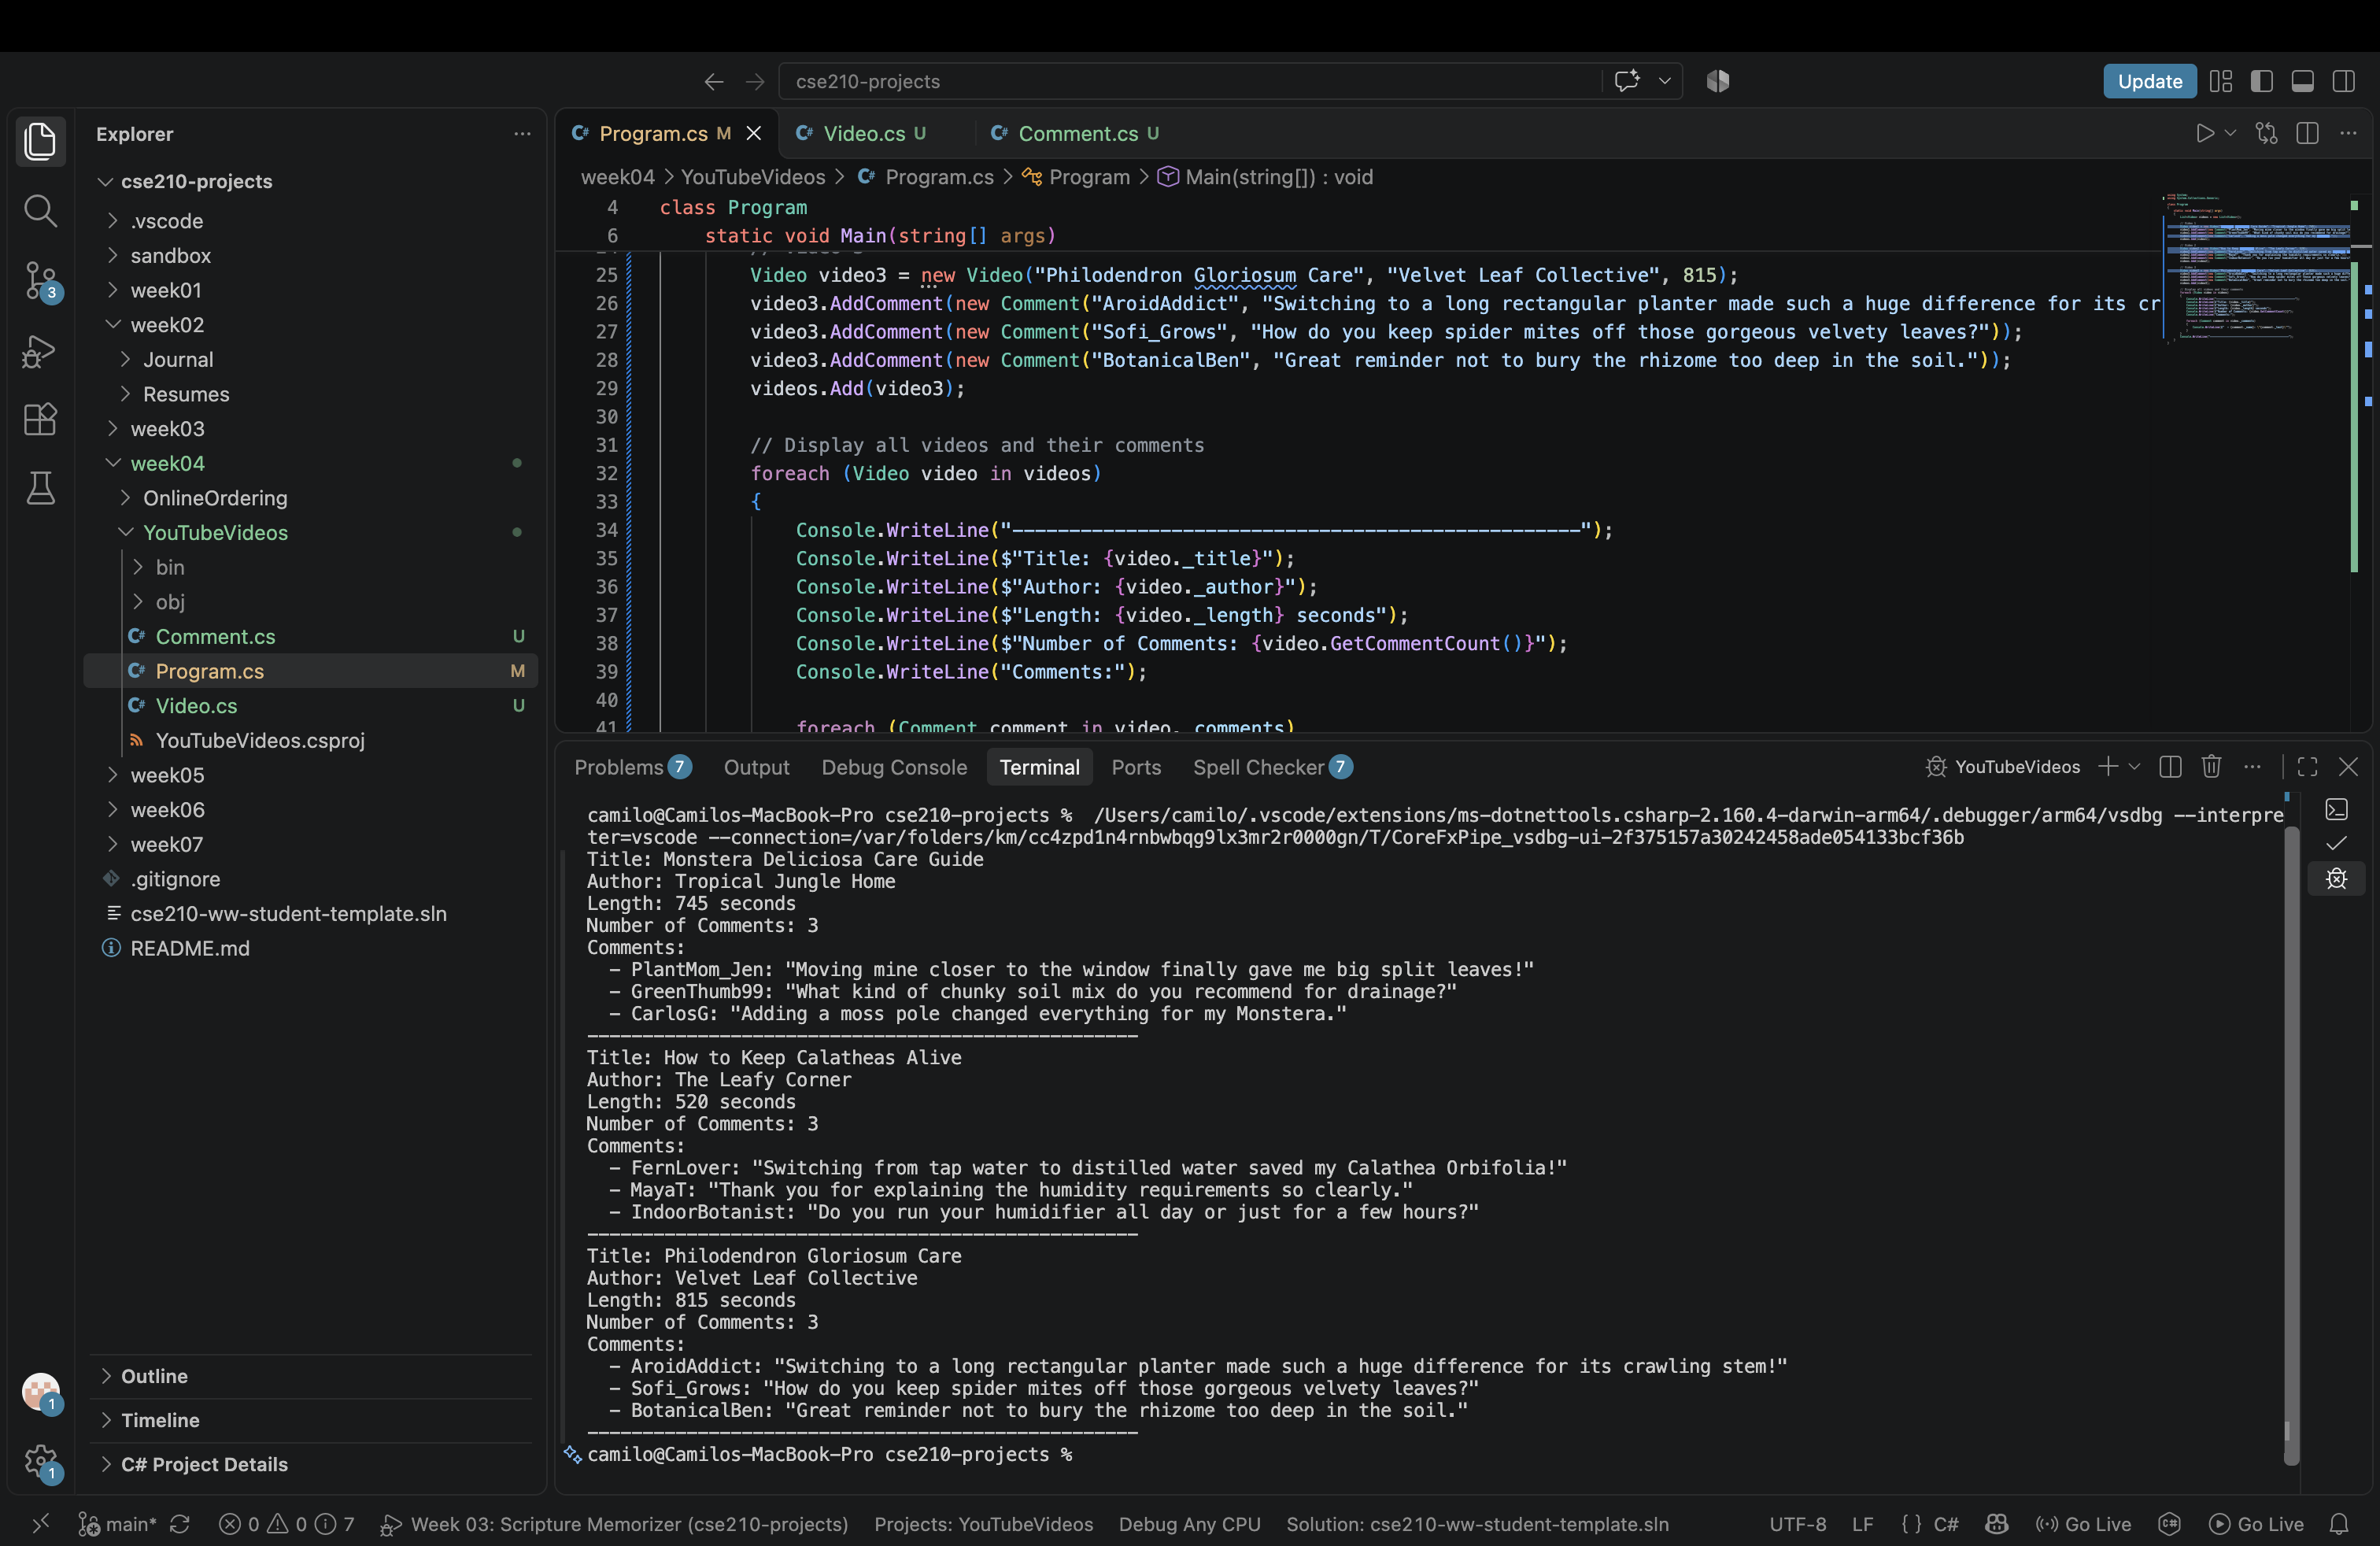 cse210-projects
Update
Explorer
cse210-projects
.vscode
sandbox
week01
week02
Journal
Resumes
week03
week04
OnlineOrdering
YouTubeVideos
bin
obj
Comment.cs U
Program.cs M
Video.cs U
YouTubeVideos.csproj
week05
week06
week07
.gitignore
cse210-ww-student-template.sln
README.md
Outline
Timeline
C# Project Details
3
1
1
Program.cs M
Video.cs U
Comment.cs U
week04 > YouTubeVideos > Program.cs > Program > Main(string[]) : void
4 class Program
6 static void Main(string[] args)
25 Video video3 = new Video("Philodendron Gloriosum Care", "Velvet Leaf Collective", 815);
26 video3.AddComment(new Comment("AroidAddict", "Switching to a long rectangular planter made such a huge difference for its cr
27 video3.AddComment(new Comment("Sofi_Grows", "How do you keep spider mites off those gorgeous velvety leaves?"));
28 video3.AddComment(new Comment("BotanicalBen", "Great reminder not to bury the rhizome too deep in the soil."));
29 videos.Add(video3);
30
31 // Display all videos and their comments
32 foreach (Video video in videos)
33 {
34 Console.WriteLine("--------------------------------------------------");
35 Console.WriteLine($"Title: {video._title}");
36 Console.WriteLine($"Author: {video._author}");
37 Console.WriteLine($"Length: {video._length} seconds");
38 Console.WriteLine($"Number of Comments: {video.GetCommentCount()}");
39 Console.WriteLine("Comments:");
40
41 foreach (Comment comment in video._comments)
Problems 7 Output Debug Console Terminal Ports Spell Checker 7
YouTubeVideos
camilo@Camilos-MacBook-Pro cse210-projects % /Users/camilo/.vscode/extensions/ms-dotnettools.csharp-2.160.4-darwin-arm64/.debugger/arm64/vsdbg --interpre
ter=vscode --connection=/var/folders/km/cc4zpd1n4rnbwbqg9lx3mr2r0000gn/T/CoreFxPipe_vsdbg-ui-2f375157a30242458ade054133bcf36b
Title: Monstera Deliciosa Care Guide
Author: Tropical Jungle Home
Length: 745 seconds
Number of Comments: 3
Comments:
- PlantMom_Jen: "Moving mine closer to the window finally gave me big split leaves!"
- GreenThumb99: "What kind of chunky soil mix do you recommend for drainage?"
- CarlosG: "Adding a moss pole changed everything for my Monstera."
--------------------------------------------------
Title: How to Keep Calatheas Alive
Author: The Leafy Corner
Length: 520 seconds
Number of Comments: 3
Comments:
- FernLover: "Switching from tap water to distilled water saved my Calathea Orbifolia!"
- MayaT: "Thank you for explaining the humidity requirements so clearly."
- IndoorBotanist: "Do you run your humidifier all day or just for a few hours?"
--------------------------------------------------
Title: Philodendron Gloriosum Care
Author: Velvet Leaf Collective
Length: 815 seconds
Number of Comments: 3
Comments:
- AroidAddict: "Switching to a long rectangular planter made such a huge difference for its crawling stem!"
- Sofi_Grows: "How do you keep spider mites off those gorgeous velvety leaves?"
- BotanicalBen: "Great reminder not to bury the rhizome too deep in the soil."
--------------------------------------------------
camilo@Camilos-MacBook-Pro cse210-projects %
main* 0 0 7 Week 03: Scripture Memorizer (cse210-projects) Projects: YouTubeVideos Debug Any CPU Solution: cse210-ww-student-template.sln UTF-8 LF { } C# Go Live Go Live